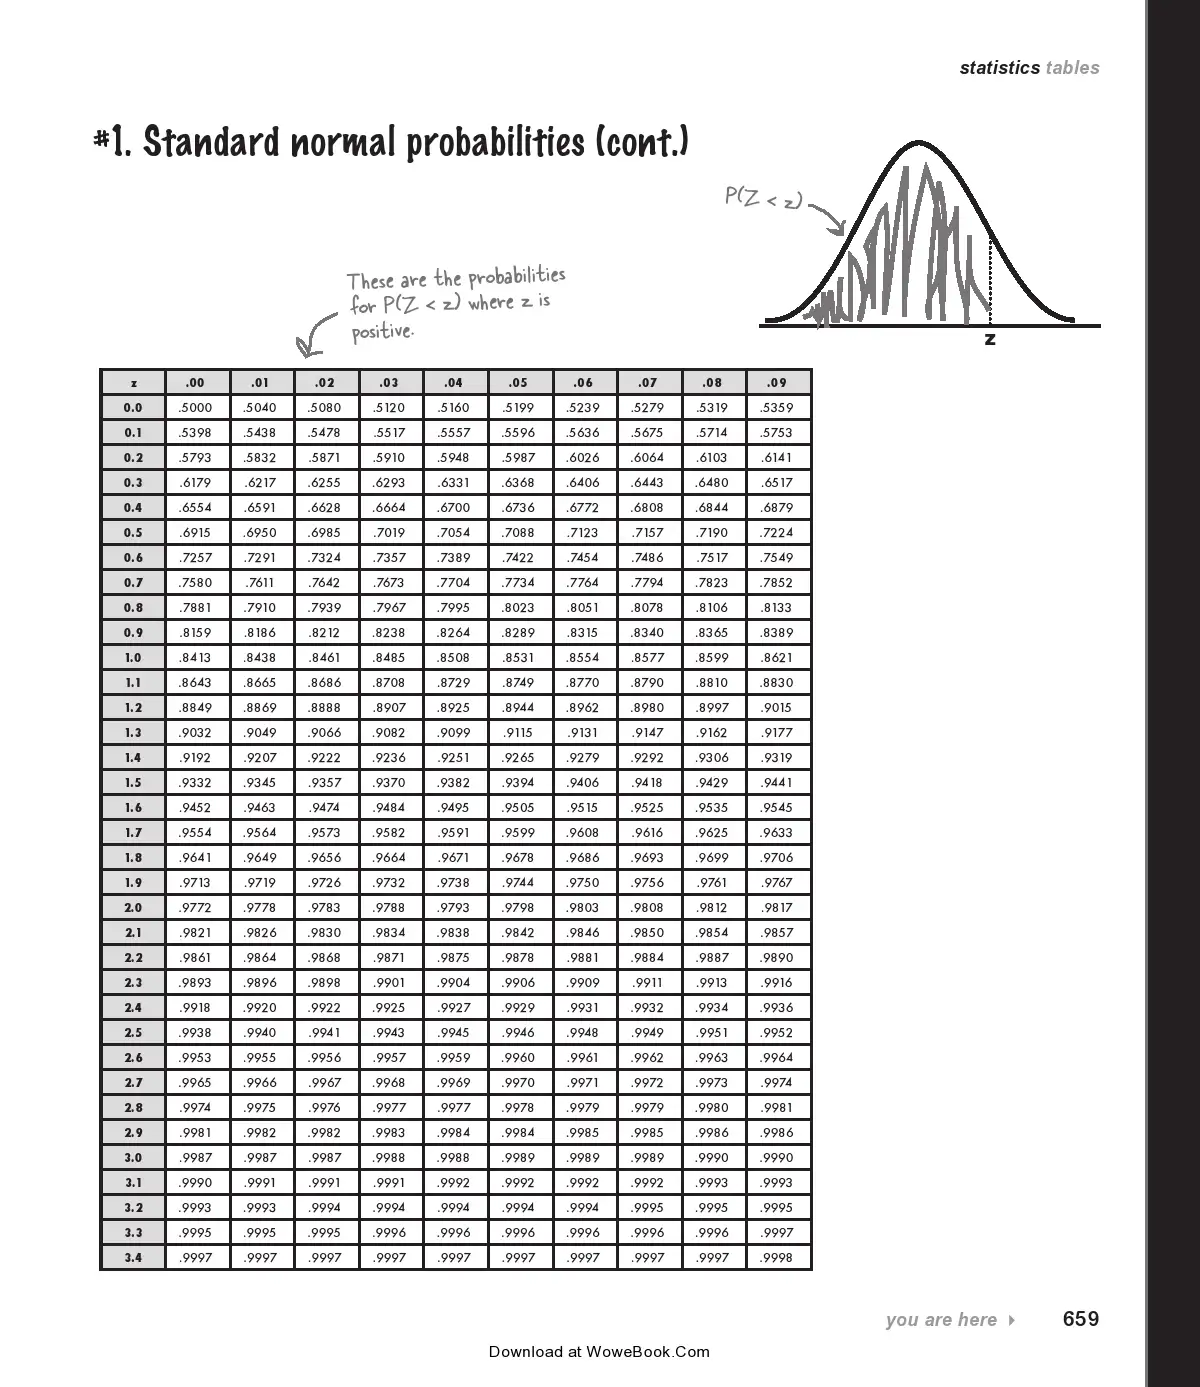 statistics tables
#1. Standard normal probabilities (cont.)
P(Z < z)
These are the probabilities
for P(Z < z) where z is
positive.
z
z .00 .01 .02 .03 .04 .05 .06 .07 .08 .09
0.0 .5000 .5040 .5080 .5120 .5160 .5199 .5239 .5279 .5319 .5359
0.1 .5398 .5438 .5478 .5517 .5557 .5596 .5636 .5675 .5714 .5753
0.2 .5793 .5832 .5871 .5910 .5948 .5987 .6026 .6064 .6103 .6141
0.3 .6179 .6217 .6255 .6293 .6331 .6368 .6406 .6443 .6480 .6517
0.4 .6554 .6591 .6628 .6664 .6700 .6736 .6772 .6808 .6844 .6879
0.5 .6915 .6950 .6985 .7019 .7054 .7088 .7123 .7157 .7190 .7224
0.6 .7257 .7291 .7324 .7357 .7389 .7422 .7454 .7486 .7517 .7549
0.7 .7580 .7611 .7642 .7673 .7704 .7734 .7764 .7794 .7823 .7852
0.8 .7881 .7910 .7939 .7967 .7995 .8023 .8051 .8078 .8106 .8133
0.9 .8159 .8186 .8212 .8238 .8264 .8289 .8315 .8340 .8365 .8389
1.0 .8413 .8438 .8461 .8485 .8508 .8531 .8554 .8577 .8599 .8621
1.1 .8643 .8665 .8686 .8708 .8729 .8749 .8770 .8790 .8810 .8830
1.2 .8849 .8869 .8888 .8907 .8925 .8944 .8962 .8980 .8997 .9015
1.3 .9032 .9049 .9066 .9082 .9099 .9115 .9131 .9147 .9162 .9177
1.4 .9192 .9207 .9222 .9236 .9251 .9265 .9279 .9292 .9306 .9319
1.5 .9332 .9345 .9357 .9370 .9382 .9394 .9406 .9418 .9429 .9441
1.6 .9452 .9463 .9474 .9484 .9495 .9505 .9515 .9525 .9535 .9545
1.7 .9554 .9564 .9573 .9582 .9591 .9599 .9608 .9616 .9625 .9633
1.8 .9641 .9649 .9656 .9664 .9671 .9678 .9686 .9693 .9699 .9706
1.9 .9713 .9719 .9726 .9732 .9738 .9744 .9750 .9756 .9761 .9767
2.0 .9772 .9778 .9783 .9788 .9793 .9798 .9803 .9808 .9812 .9817
2.1 .9821 .9826 .9830 .9834 .9838 .9842 .9846 .9850 .9854 .9857
2.2 .9861 .9864 .9868 .9871 .9875 .9878 .9881 .9884 .9887 .9890
2.3 .9893 .9896 .9898 .9901 .9904 .9906 .9909 .9911 .9913 .9916
2.4 .9918 .9920 .9922 .9925 .9927 .9929 .9931 .9932 .9934 .9936
2.5 .9938 .9940 .9941 .9943 .9945 .9946 .9948 .9949 .9951 .9952
2.6 .9953 .9955 .9956 .9957 .9959 .9960 .9961 .9962 .9963 .9964
2.7 .9965 .9966 .9967 .9968 .9969 .9970 .9971 .9972 .9973 .9974
2.8 .9974 .9975 .9976 .9977 .9977 .9978 .9979 .9979 .9980 .9981
2.9 .9981 .9982 .9982 .9983 .9984 .9984 .9985 .9985 .9986 .9986
3.0 .9987 .9987 .9987 .9988 .9988 .9989 .9989 .9989 .9990 .9990
3.1 .9990 .9991 .9991 .9991 .9992 .9992 .9992 .9992 .9993 .9993
3.2 .9993 .9993 .9994 .9994 .9994 .9994 .9994 .9995 .9995 .9995
3.3 .9995 .9995 .9995 .9996 .9996 .9996 .9996 .9996 .9996 .9997
3.4 .9997 .9997 .9997 .9997 .9997 .9997 .9997 .9997 .9997 .9998
you are here 659
Download at WoweBook.Com